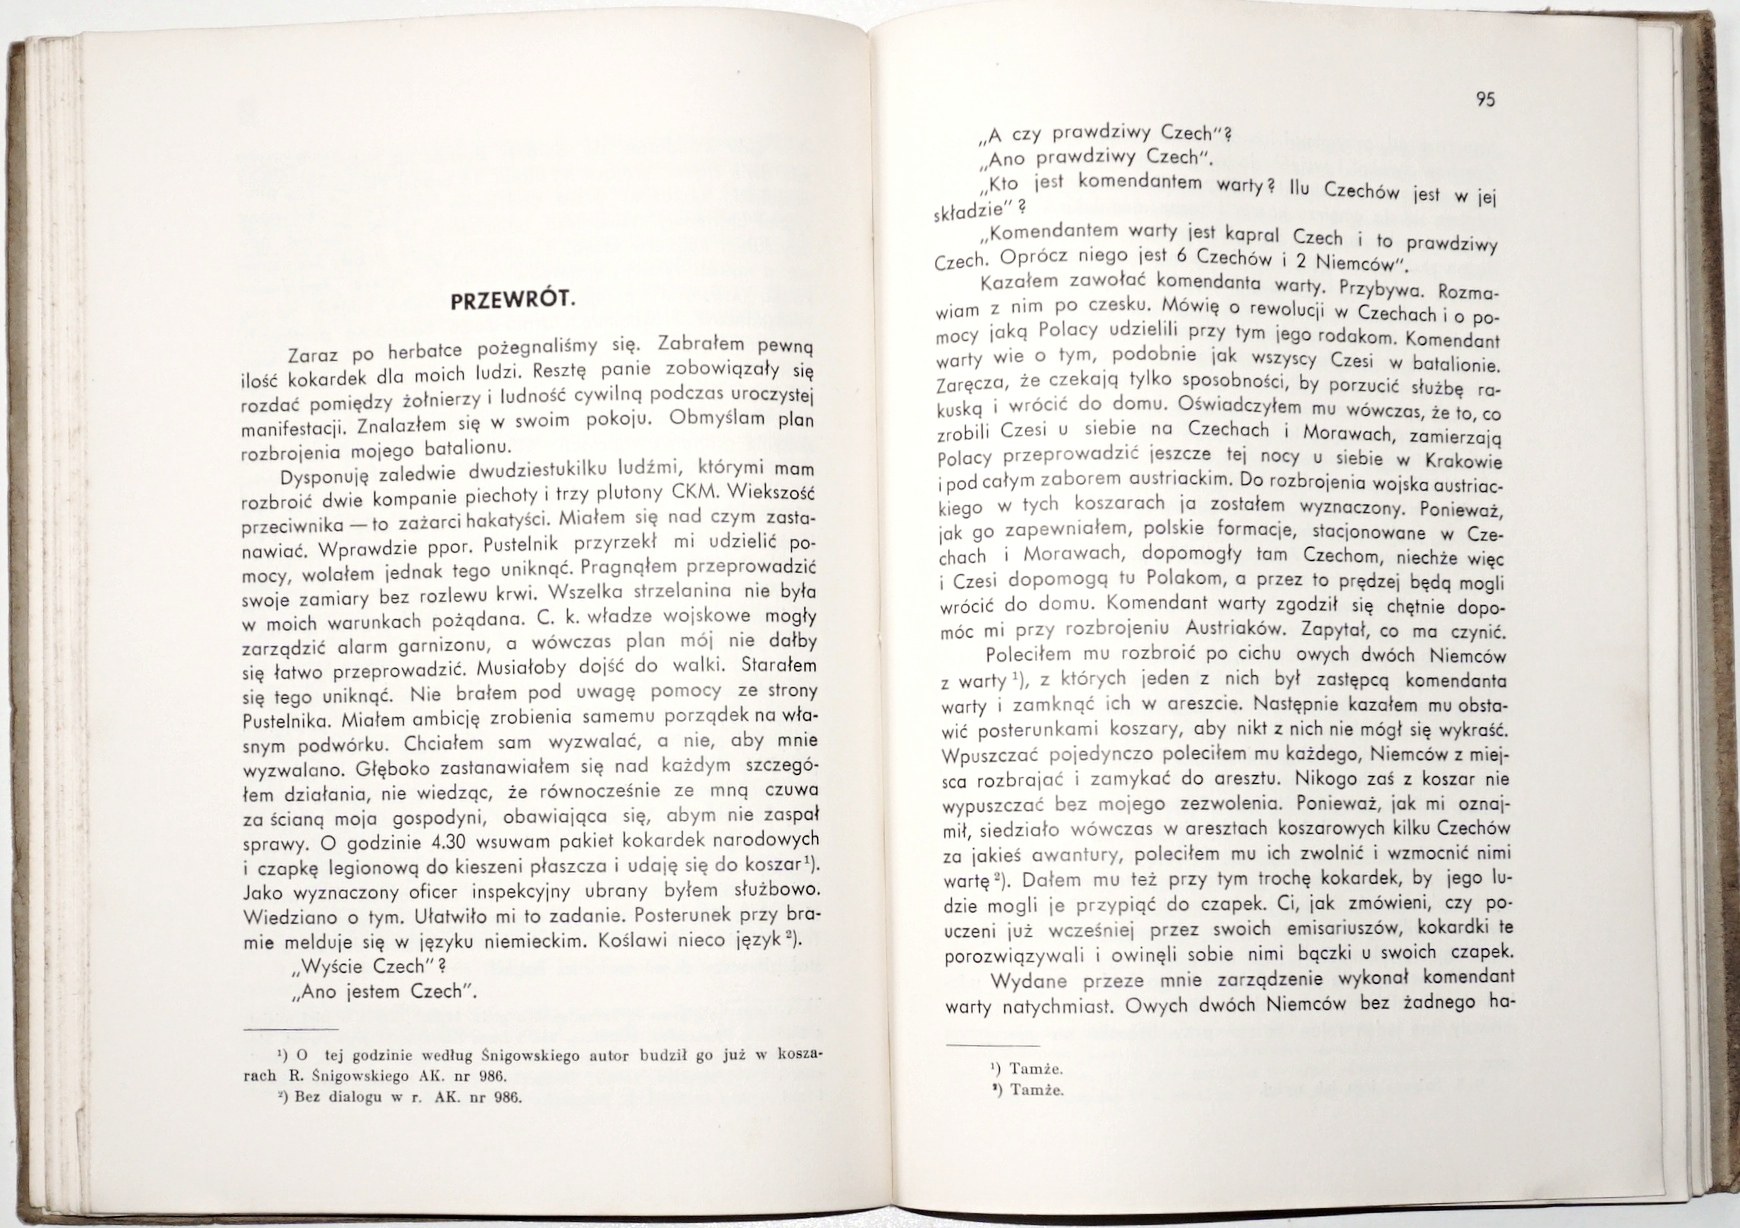 PRZEWRÓT.
Zaraz po herbatce pożegnaliśmy się. Zabrałem pewną
ilość kokardek dla moich ludzi. Resztę panie zobowiązały się
rozdać pomiędzy żołnierzy i ludność cywilną podczas uroczystej
manifestacji. Znalazłem się w swoim pokoju. Obmyślam plan
rozbrojenia mojego batalionu.
Dysponuję zaledwie dwudziestukilku ludźmi, którymi mam
rozbroić dwie kompanie piechoty i trzy plutony CKM. Wiekszość
przeciwnika — to zażarci hakatyści. Miałem się nad czym zasta-
nawiać. Wprawdzie ppor. Pustelnik przyrzekł mi udzielić po-
mocy, wolałem jednak tego uniknąć. Pragnąłem przeprowadzić
swoje zamiary bez rozlewu krwi. Wszelka strzelanina nie była
w moich warunkach pożądana. C. k. władze wojskowe mogły
zarządzić alarm garnizonu, a wówczas plan mój nie dałby
się łatwo przeprowadzić. Musiałoby dojść do walki. Starałem
się tego uniknąć. Nie brałem pod uwagę pomocy ze strony
Pustelnika. Miałem ambicję zrobienia samemu porządek na wła-
snym podwórku. Chciałem sam wyzwalać, a nie, aby mnie
wyzwalano. Głęboko zastanawiałem się nad każdym szczegó-
łem działania, nie wiedząc, że równocześnie ze mną czuwa
za ścianą moja gospodyni, obawiająca się, abym nie zaspał
sprawy. O godzinie 4.30 wsuwam pakiet kokardek narodowych
i czapkę legionową do kieszeni płaszcza i udaję się do koszar¹).
Jako wyznaczony oficer inspekcyjny ubrany byłem służbowo.
Wiedziano o tym. Ułatwiło mi to zadanie. Posterunek przy bra-
mie melduje się w języku niemieckim. Koślawi nieco język²).
„Wyście Czech"?
„Ano jestem Czech".
¹) O tej godzinie według Śnigowskiego autor budził go już w kosza-
rach R. Śnigowskiego AK. nr 986.
²) Bez dialogu w r. AK. nr 986.
95
„A czy prawdziwy Czech"?
„Ano prawdziwy Czech".
„Kto jest komendantem warty? Ilu Czechów jest w jej
składzie"?
„Komendantem warty jest kapral Czech i to prawdziwy
Czech. Oprócz niego jest 6 Czechów i 2 Niemców".
Kazałem zawołać komendanta warty. Przybywa. Rozma-
wiam z nim po czesku. Mówię o rewolucji w Czechach i o po-
mocy jaką Polacy udzielili przy tym jego rodakom. Komendant
warty wie o tym, podobnie jak wszyscy Czesi w batalionie.
Zaręcza, że czekają tylko sposobności, by porzucić służbę ra-
kuską i wrócić do domu. Oświadczyłem mu wówczas, że to, co
zrobili Czesi u siebie na Czechach i Morawach, zamierzają
Polacy przeprowadzić jeszcze tej nocy u siebie w Krakowie
i pod całym zaborem austriackim. Do rozbrojenia wojska austriac-
kiego w tych koszarach ja zostałem wyznaczony. Ponieważ,
jak go zapewniałem, polskie formacje, stacjonowane w Cze-
chach i Morawach, dopomogły tam Czechom, niechże więc
i Czesi dopomogą tu Polakom, a przez to prędzej będą mogli
wrócić do domu. Komendant warty zgodził się chętnie dopo-
móc mi przy rozbrojeniu Austriaków. Zapytał, co ma czynić.
Poleciłem mu rozbroić po cichu owych dwóch Niemców
z warty¹), z których jeden z nich był zastępcą komendanta
warty i zamknąć ich w areszcie. Następnie kazałem mu obsta-
wić posterunkami koszary, aby nikt z nich nie mógł się wykraść.
Wpuszczać pojedynczo poleciłem mu każdego, Niemców z miej-
sca rozbrajać i zamykać do aresztu. Nikogo zaś z koszar nie
wypuszczać bez mojego zezwolenia. Ponieważ, jak mi oznaj-
mił, siedziało wówczas w aresztach koszarowych kilku Czechów
za jakieś awantury, poleciłem mu ich zwolnić i wzmocnić nimi
wartę²). Dałem mu też przy tym trochę kokardek, by jego lu-
dzie mogli je przypiąć do czapek. Ci, jak zmówieni, czy po-
uczeni już wcześniej przez swoich emisariuszów, kokardki te
porozwiązywali i owinęli sobie nimi bączki u swoich czapek.
Wydane przeze mnie zarządzenie wykonał komendant
warty natychmiast. Owych dwóch Niemców bez żadnego ha-
¹) Tamże.
²) Tamże.